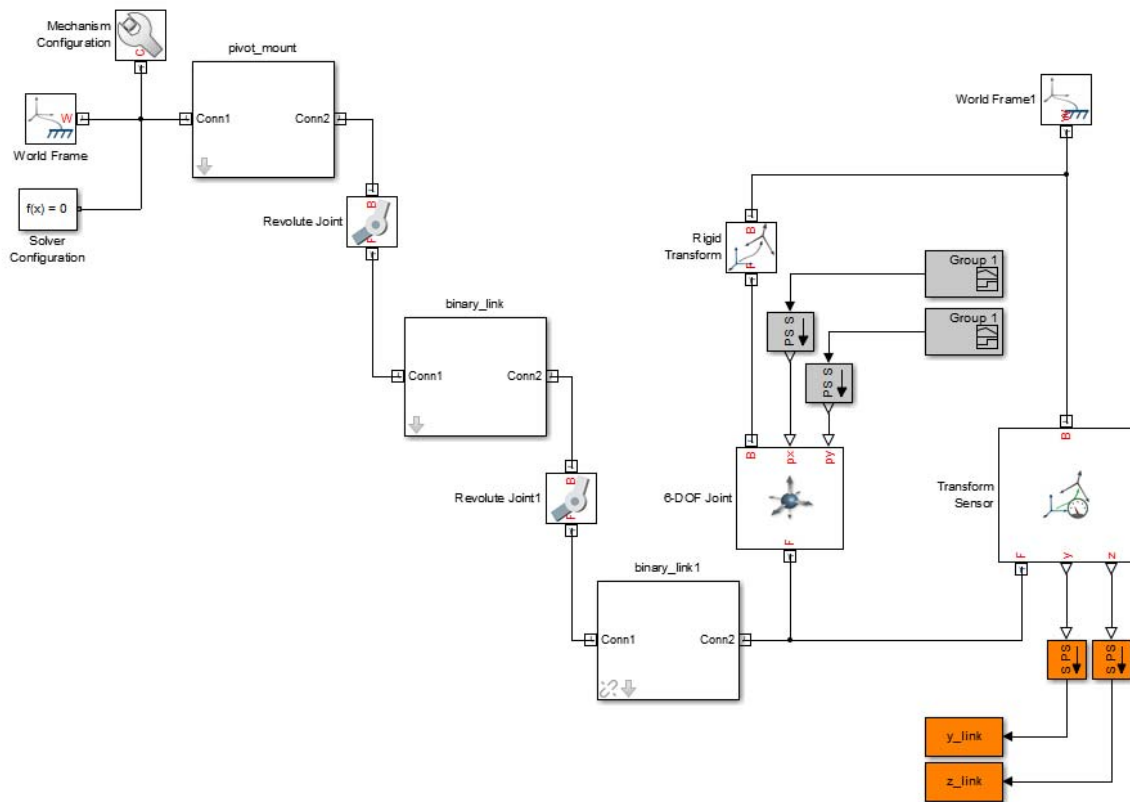 Mechanism
Configuration
C
pivot_mount
Conn1
Conn2
W
World Frame
f(x) = 0
Solver
Configuration
B
Revolute Joint
F
World Frame1
W
B
Rigid
Transform
F
Group 1
Group 1
PS S
PS S
binary_link
Conn1
Conn2
B
Revolute Joint1
F
B
px
py
6-DOF Joint
F
B
Transform
Sensor
F
y
z
binary_link1
Conn1
Conn2
S PS
S PS
y_link
z_link